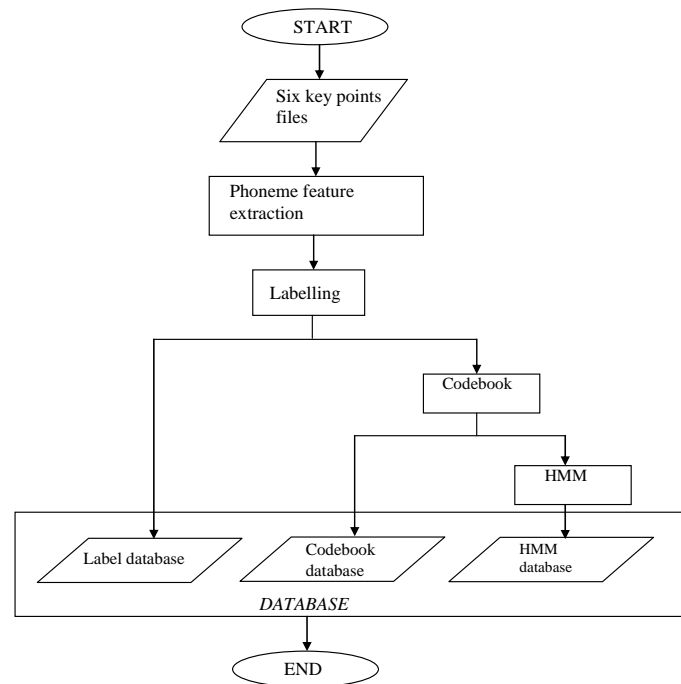 START
Six key points
files
Phoneme feature
extraction
Labelling
Codebook
HMM
Label database
Codebook
database
HMM
database
DATABASE
END